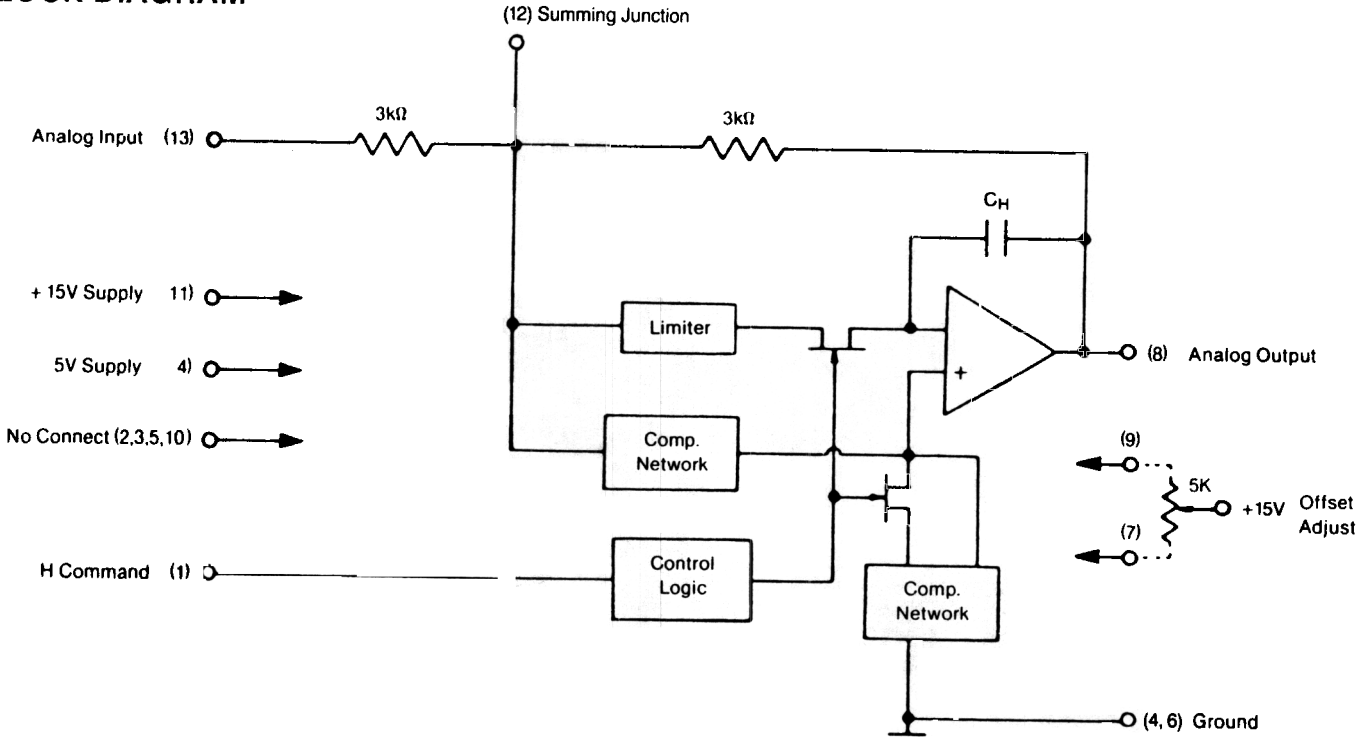 DIAGRAM
(12) Summing Junction
3kΩ
3kΩ
Analog Input (13)
CH
+ 15V Supply 11)
Limiter
5V Supply 4)
+
(8) Analog Output
No Connect (2,3,5,10)
Comp.
Network
(9)
5K
+15V Offset
Adjust
(7)
H Command (1)
Control
Logic
Comp.
Network
(4, 6) Ground